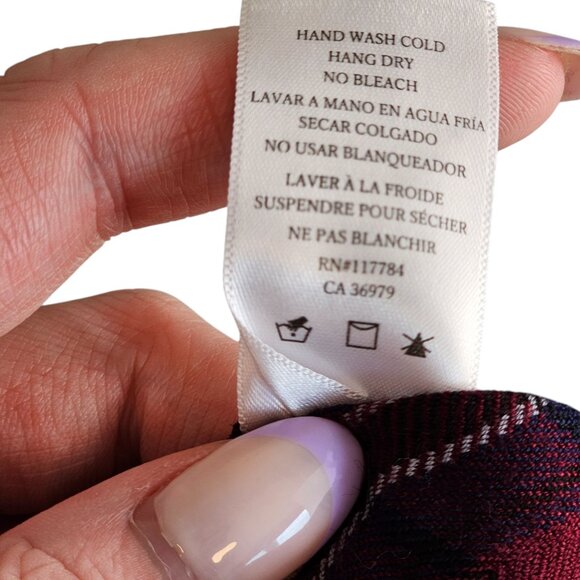 HAND WASH COLD
HANG DRY
NO BLEACH
LAVAR A MANO EN AGUA FRÍA
SECAR COLGADO
NO USAR BLANQUEADOR
LAVER À LA FROIDE
SUSPENDRE POUR SÉCHER
NE PAS BLANCHIR
RN#117784
CA 36979